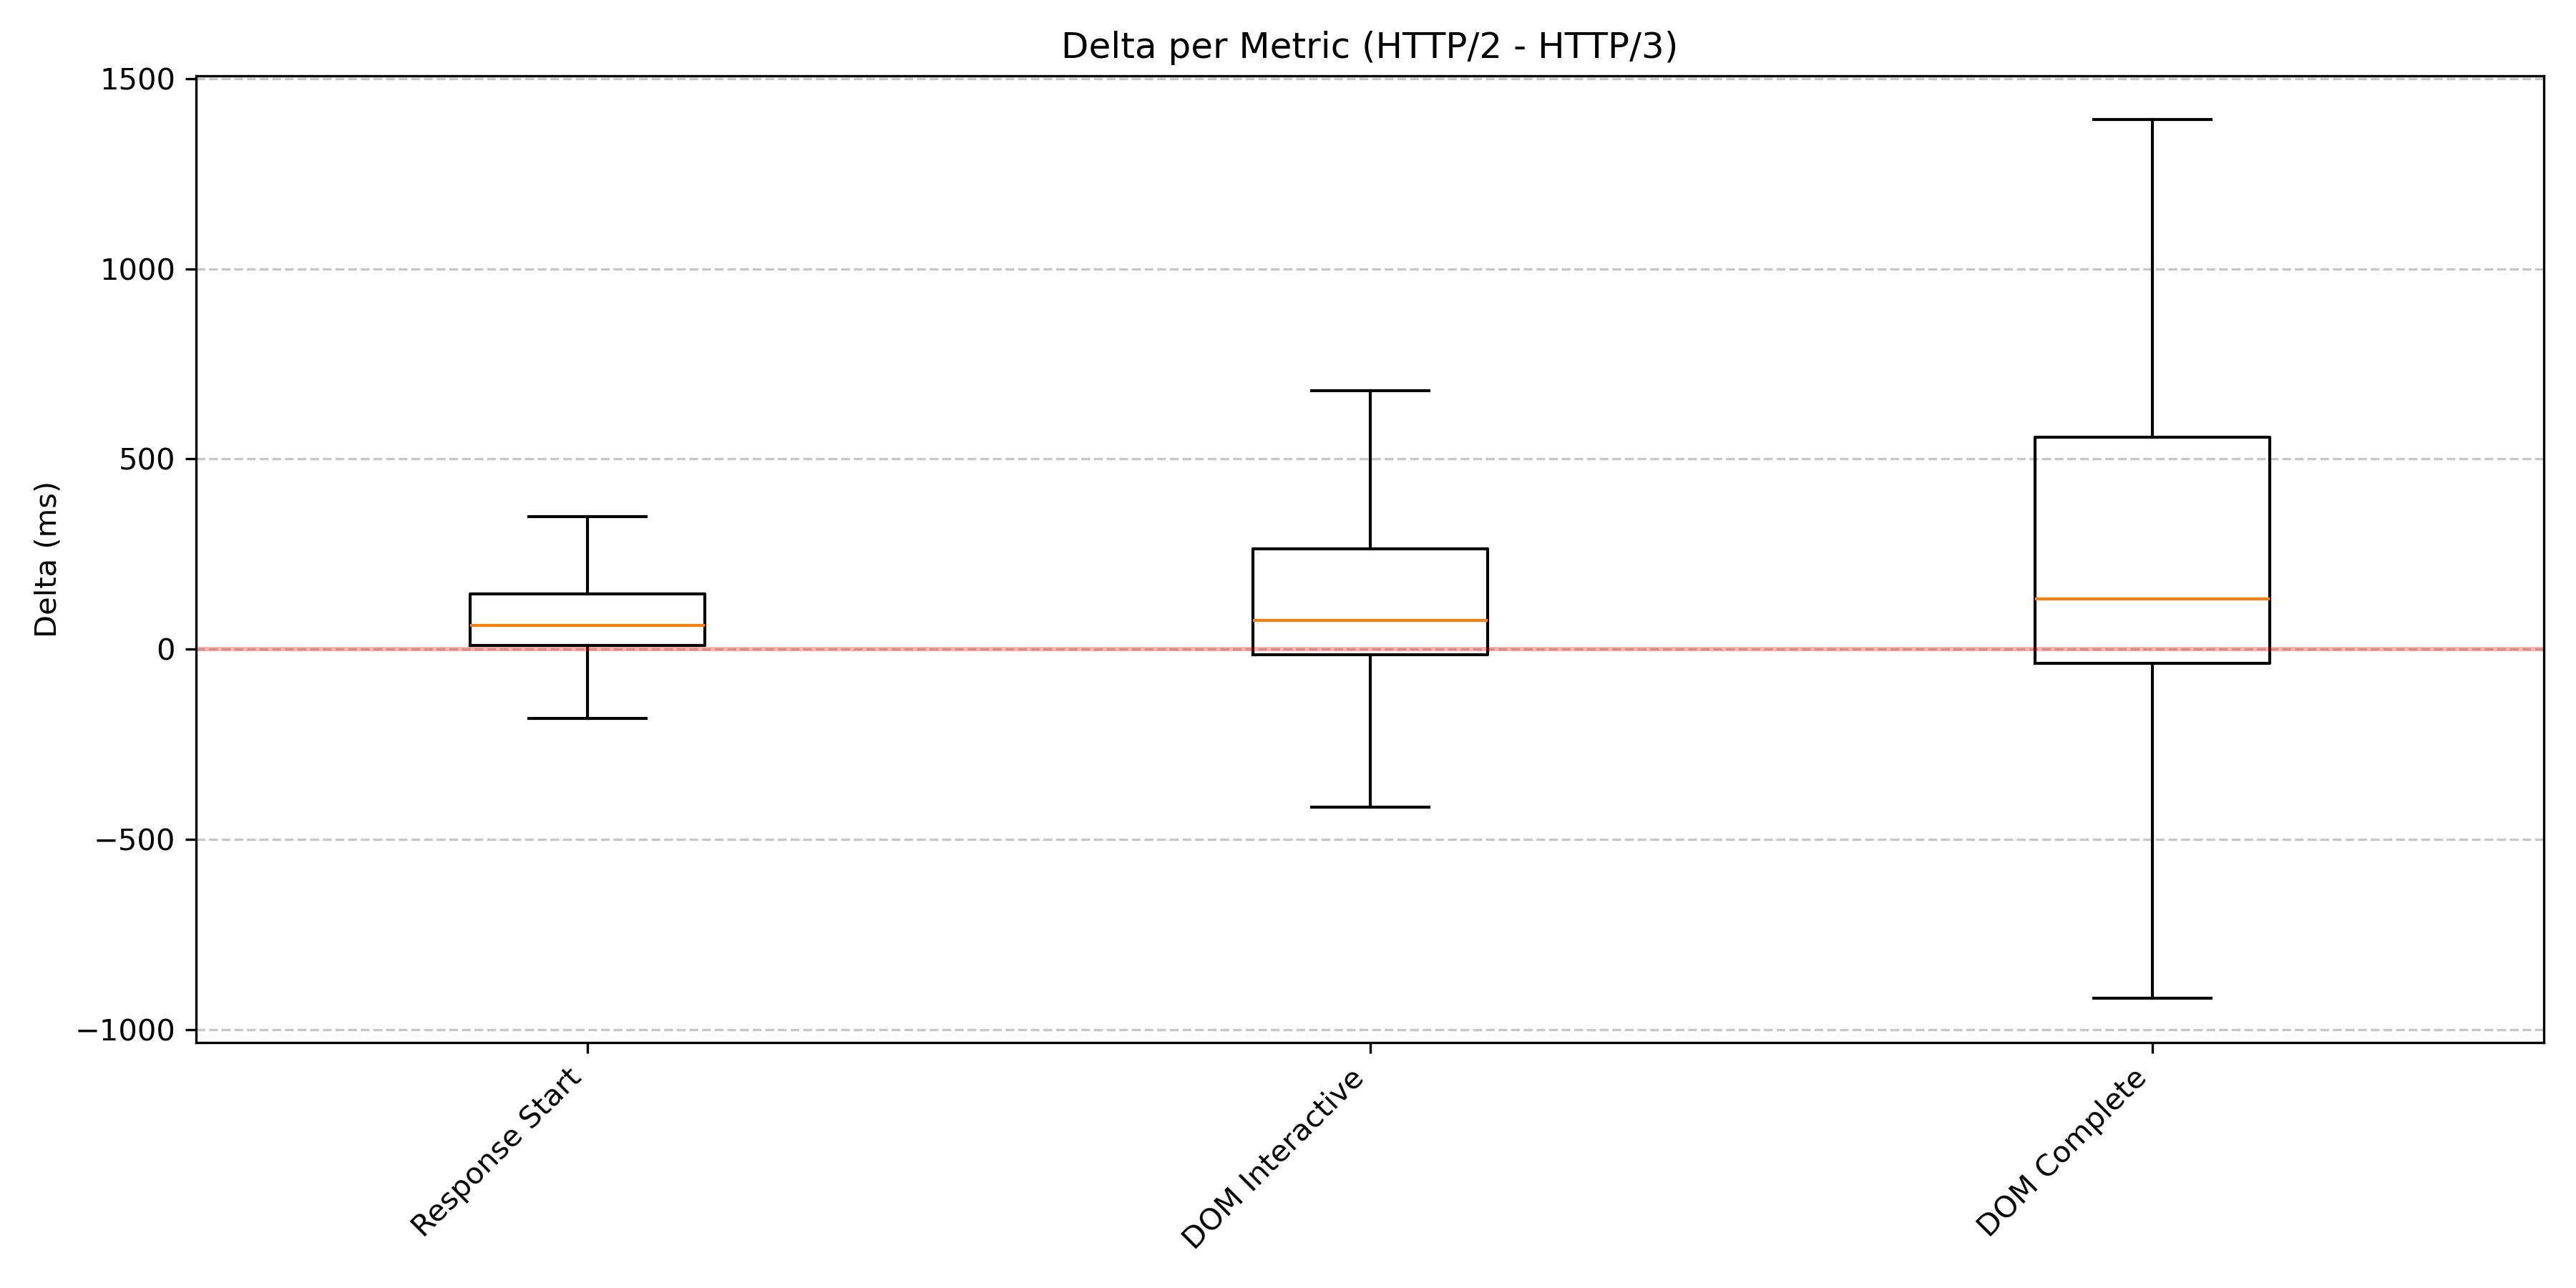 Delta per Metric (HTTP/2 - HTTP/3)
Delta (ms)
1500
1000
500
0
−500
−1000
Response Start
DOM Interactive
DOM Complete